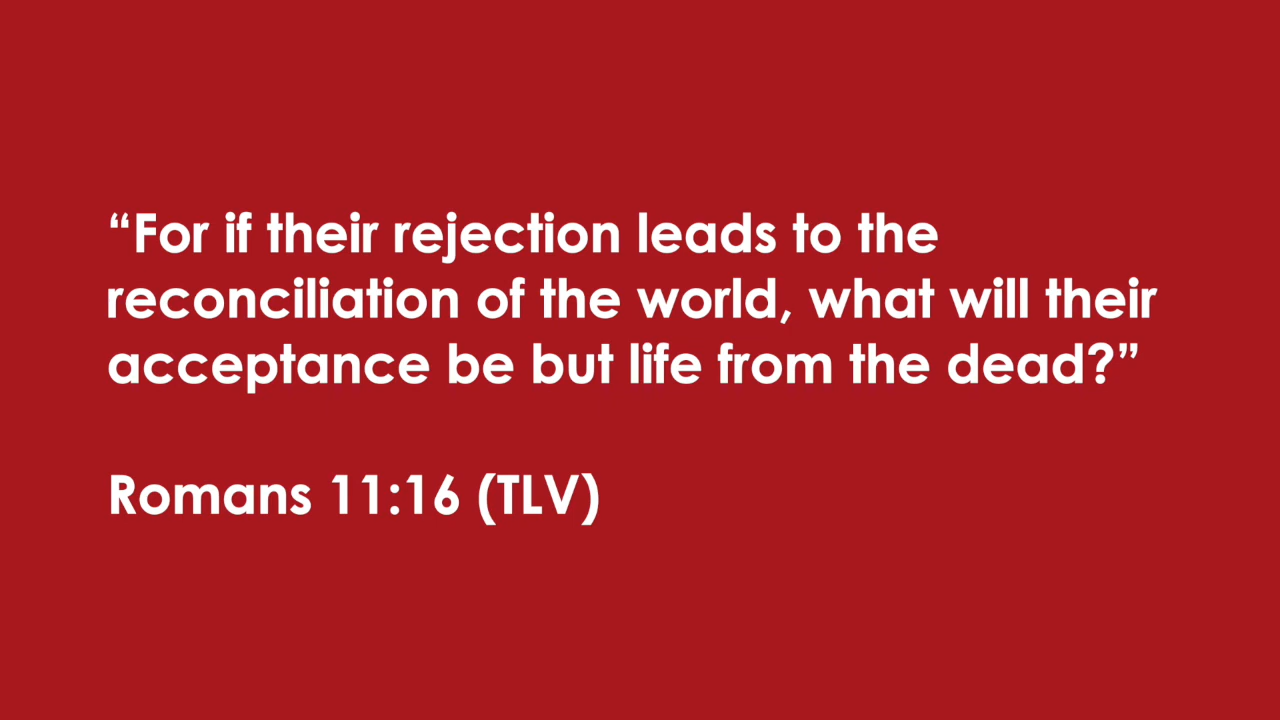 “For if their rejection leads to the
reconciliation of the world, what will their
acceptance be but life from the dead?”
Romans 11:16 (TLV)